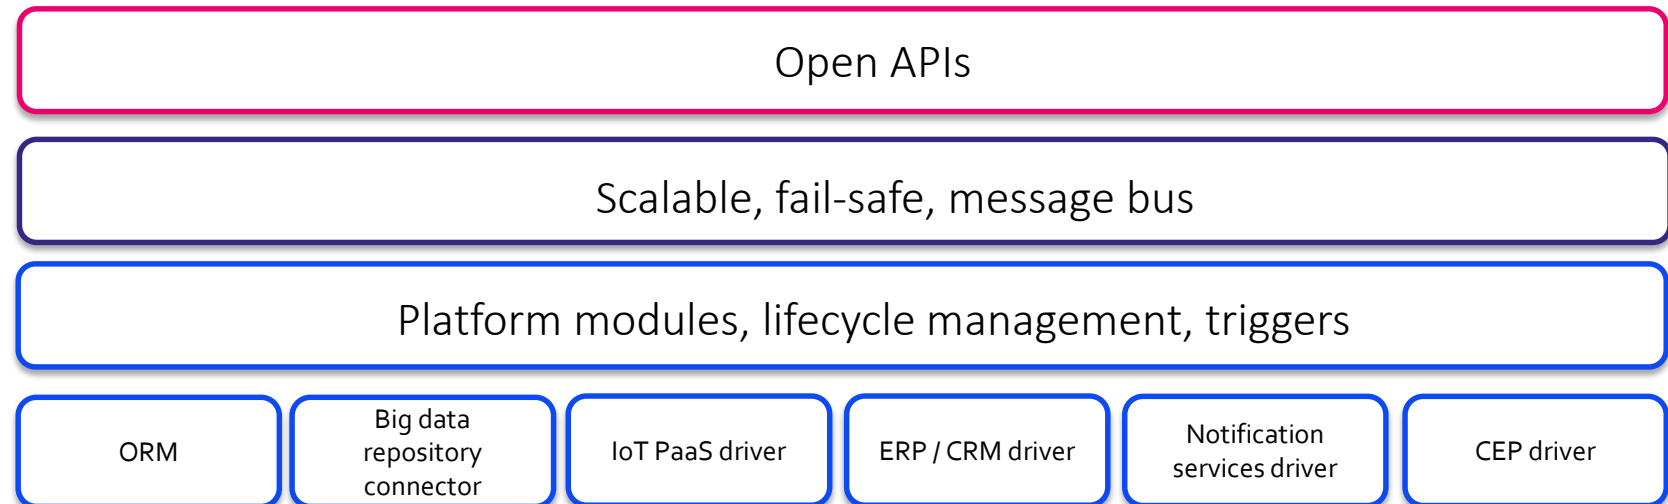 Open APIs
Scalable, fail-safe, message bus
Platform modules, lifecycle management, triggers
ORM
Big data
repository
connector
IoT PaaS driver
ERP / CRM driver
Notification
services driver
CEP driver